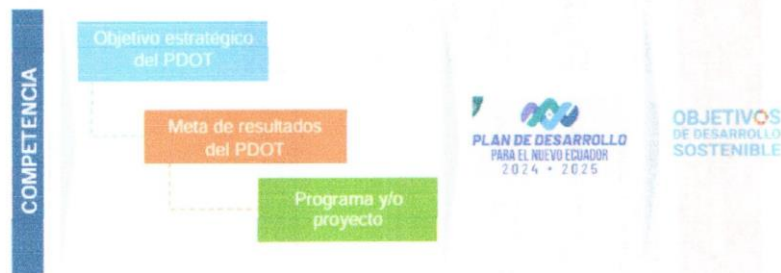 COMPETENCIA
Objetivo estratégico
del PDOT
Meta de resultados
del PDOT
Programa y/o
proyecto
PLAN DE DESARROLLO
PARA EL NUEVO ECUADOR
2024 • 2025
OBJETIVOS
DE DESARROLLO
SOSTENIBLE